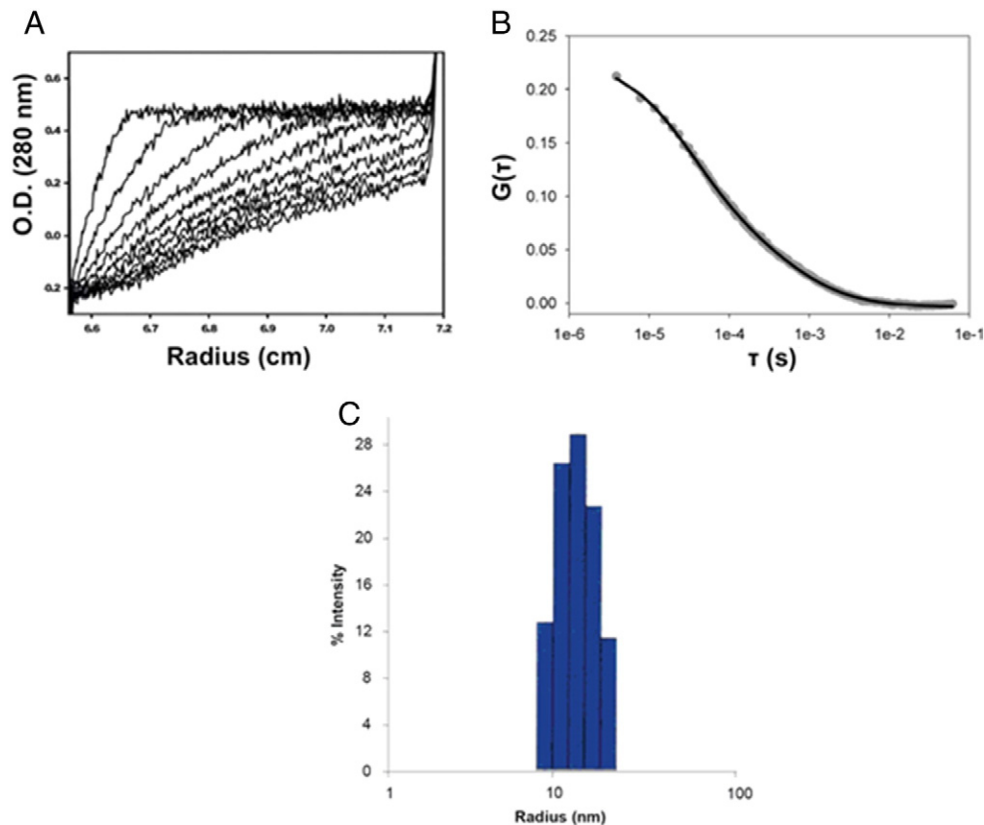 A
O.D. (280 nm)
0.6
0.4
0.2
0.0
0.2
6.6 6.7 6.8 6.9 7.0 7.1 7.2
Radius (cm)
B
G(τ)
0.25
0.20
0.15
0.10
0.05
0.00
1e-6 1e-5 1e-4 1e-3 1e-2 1e-1
τ (s)
C
% Intensity
28
24
20
16
12
8
4
0
1 10 100
Radius (nm)